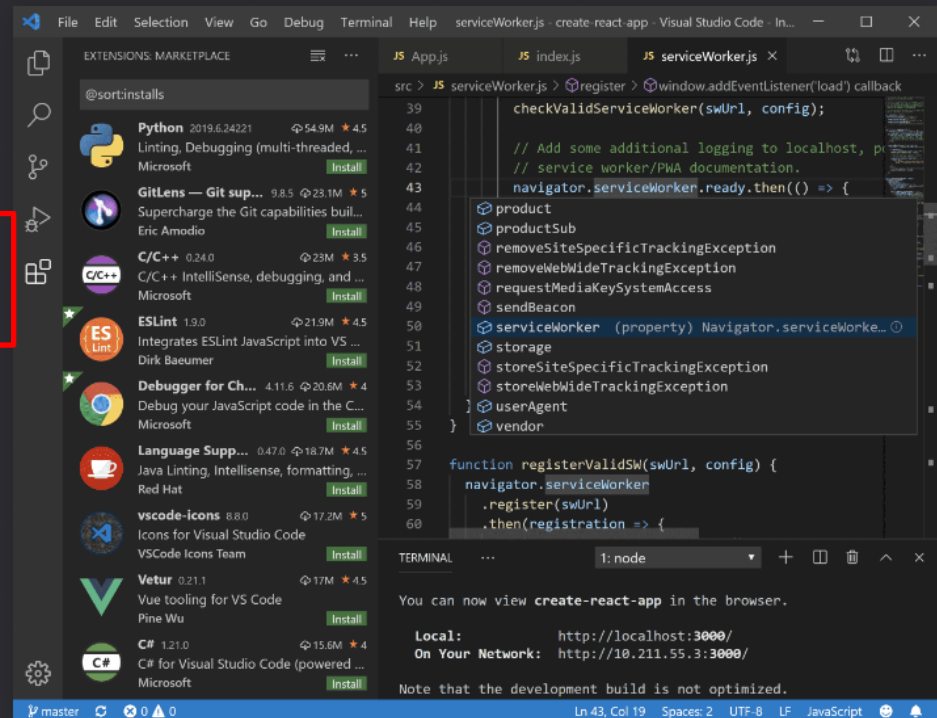 File Edit Selection View Go Debug Terminal Help serviceWorker.js - create-react-app - Visual Studio Code - In...
EXTENSIONS: MARKETPLACE
@sort:installs
Python 2019.6.24221 54.9M ★ 4.5
Linting, Debugging (multi-threaded, ...
Microsoft Install
GitLens — Git sup... 9.8.5 23.1M ★ 5
Supercharge the Git capabilities buil...
Eric Amodio Install
C/C++
C/C++ 0.24.0 23M ★ 3.5
C/C++ IntelliSense, debugging, and ...
Microsoft Install
ES
Lint
ESLint 1.9.0 21.9M ★ 4.5
Integrates ESLint JavaScript into VS ...
Dirk Baeumer Install
Debugger for Ch... 4.11.6 20.6M ★ 4
Debug your JavaScript code in the C...
Microsoft Install
Language Supp... 0.47.0 18.7M ★ 4.5
Java Linting, Intellisense, formatting, ...
Red Hat Install
vscode-icons 8.8.0 17.2M ★ 5
Icons for Visual Studio Code
VSCode Icons Team Install
Vetur 0.21.1 17M ★ 4.5
Vue tooling for VS Code
Pine Wu Install
C#
C# 1.21.0 15.6M ★ 4
C# for Visual Studio Code (powered ...
Microsoft Install
JS App.js JS index.js JS serviceWorker.js ×
src > JS serviceWorker.js > register > window.addEventListener('load') callback
39 checkValidServiceWorker(swUrl, config);
40
41 // Add some additional logging to localhost, p
42 // service worker/PWA documentation.
43 navigator.serviceWorker.ready.then(() => {
44 product
45 productSub
46 removeSiteSpecificTrackingException
47 removeWebWideTrackingException
48 requestMediaKeySystemAccess
49 sendBeacon
50 serviceWorker (property) Navigator.serviceWorke...
51 storage
52 storeSiteSpecificTrackingException
53 storeWebWideTrackingException
54 } userAgent
55 } vendor
56
57 function registerValidSW(swUrl, config) {
58 navigator.serviceWorker
59 .register(swUrl)
60 .then(registration => {
TERMINAL ... 1: node
You can now view create-react-app in the browser.
Local: http://localhost:3000/
On Your Network: http://10.211.55.3:3000/
Note that the development build is not optimized.
master 0 0 Ln 43, Col 19 Spaces: 2 UTF-8 LF JavaScript